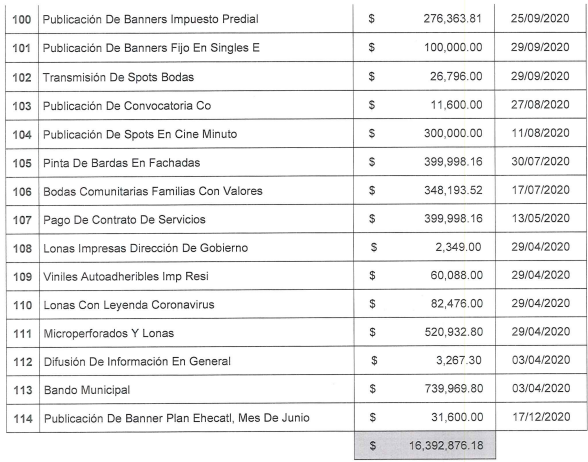 100 Publicación De Banners Impuesto Predial $ 276,363.81 25/09/2020
101 Publicación De Banners Fijo En Singles E $ 100,000.00 29/09/2020
102 Transmisión De Spots Bodas $ 26,796.00 29/09/2020
103 Publicación De Convocatoria Co $ 11,600.00 27/08/2020
104 Publicación De Spots En Cine Minuto $ 300,000.00 11/08/2020
105 Pinta De Bardas En Fachadas $ 399,998.16 30/07/2020
106 Bodas Comunitarias Familias Con Valores $ 348,193.52 17/07/2020
107 Pago De Contrato De Servicios $ 399,998.16 13/05/2020
108 Lonas Impresas Dirección De Gobierno $ 2,349.00 29/04/2020
109 Viniles Autoadheribles Imp Resi $ 60,088.00 29/04/2020
110 Lonas Con Leyenda Coronavirus $ 82,476.00 29/04/2020
111 Microperforados Y Lonas $ 520,932.80 29/04/2020
112 Difusión De Información En General $ 3,267.30 03/04/2020
113 Bando Municipal $ 739,969.80 03/04/2020
114 Publicación De Banner Plan Ehecatl, Mes De Junio $ 31,600.00 17/12/2020
$ 16,392,876.18